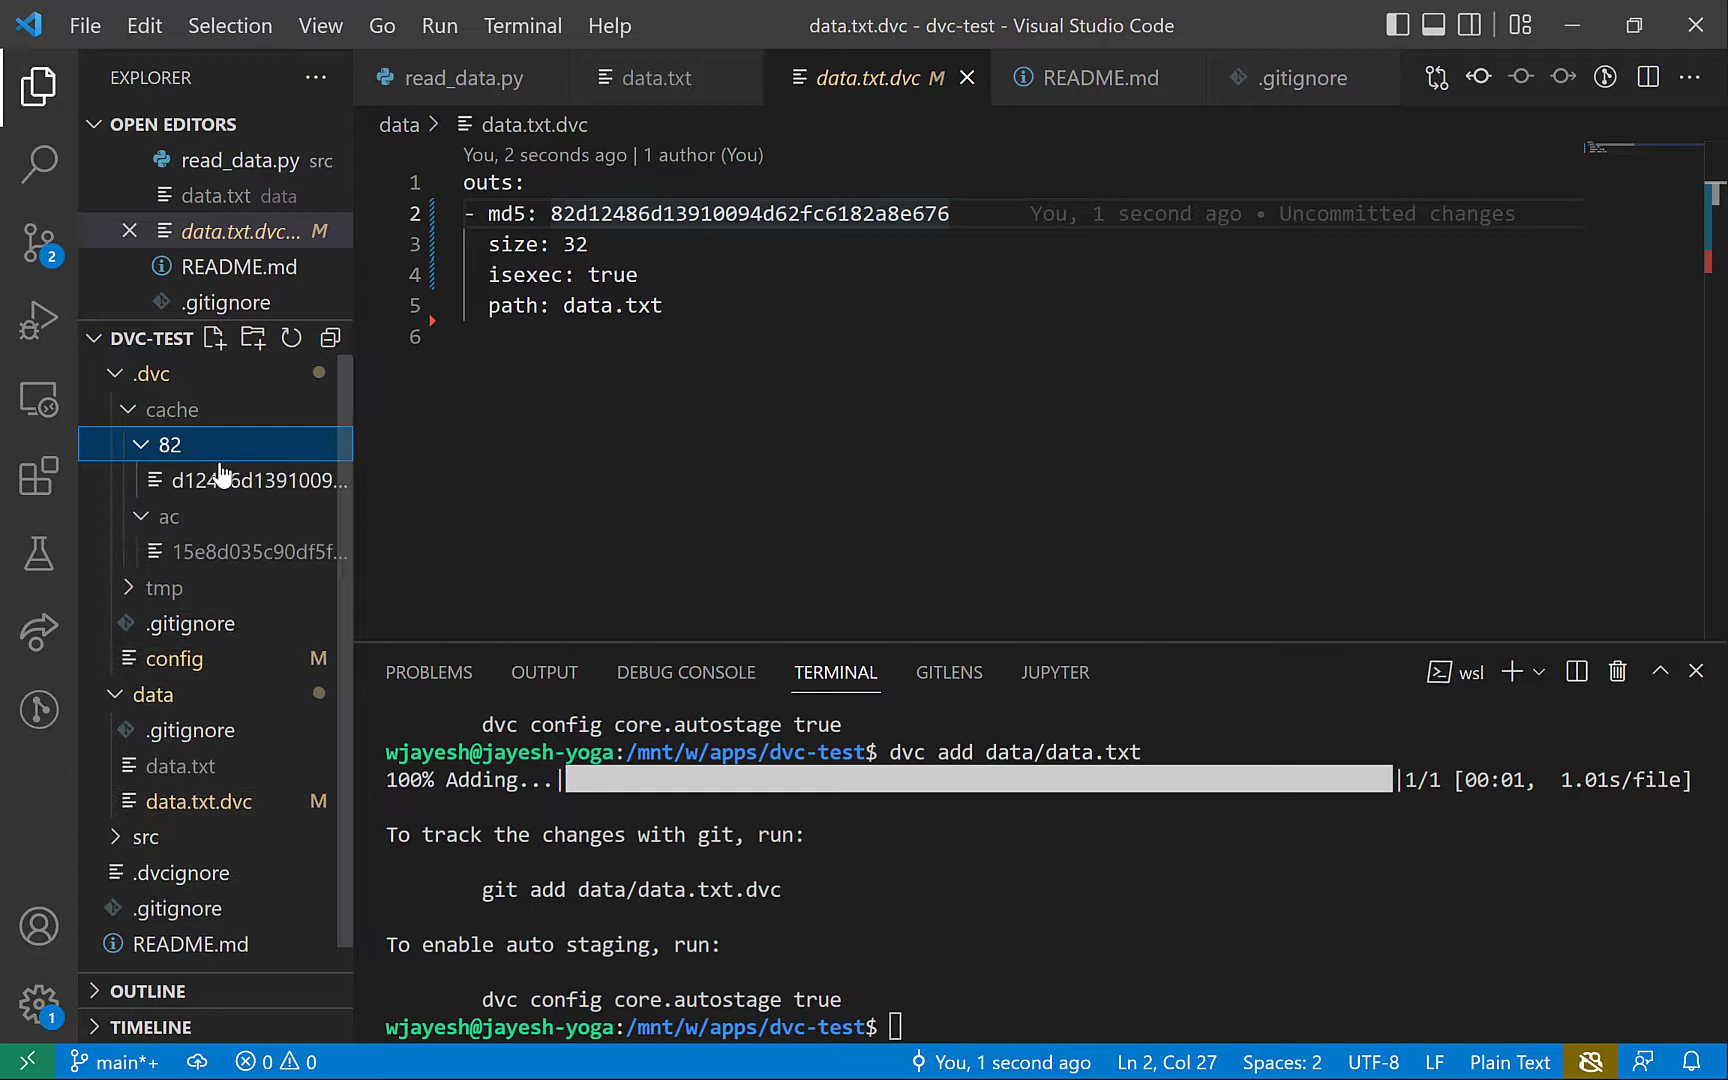 File Edit Selection View Go Run Terminal Help data.txt.dvc - dvc-test - Visual Studio Code
EXPLORER
read_data.py data.txt data.txt.dvc M README.md .gitignore
OPEN EDITORS
read_data.py src
data.txt data
data.txt.dvc... M
README.md
.gitignore
DVC-TEST
.dvc
cache
82
d12486d1391009...
ac
15e8d035c90df5f...
tmp
.gitignore
config M
data
.gitignore
data.txt
data.txt.dvc M
src
.dvcignore
.gitignore
README.md
OUTLINE
TIMELINE
2
1
data > data.txt.dvc
You, 2 seconds ago | 1 author (You)
1 outs:
2 - md5: 82d12486d13910094d62fc6182a8e676 You, 1 second ago • Uncommitted changes
3 size: 32
4 isexec: true
5 path: data.txt
6
PROBLEMS OUTPUT DEBUG CONSOLE TERMINAL GITLENS JUPYTER wsl
dvc config core.autostage true
wjayesh@jayesh-yoga:/mnt/w/apps/dvc-test$ dvc add data/data.txt
100% Adding...| |1/1 [00:01, 1.01s/file]
To track the changes with git, run:
git add data/data.txt.dvc
To enable auto staging, run:
dvc config core.autostage true
wjayesh@jayesh-yoga:/mnt/w/apps/dvc-test$
main*+ 0 0 You, 1 second ago Ln 2, Col 27 Spaces: 2 UTF-8 LF Plain Text